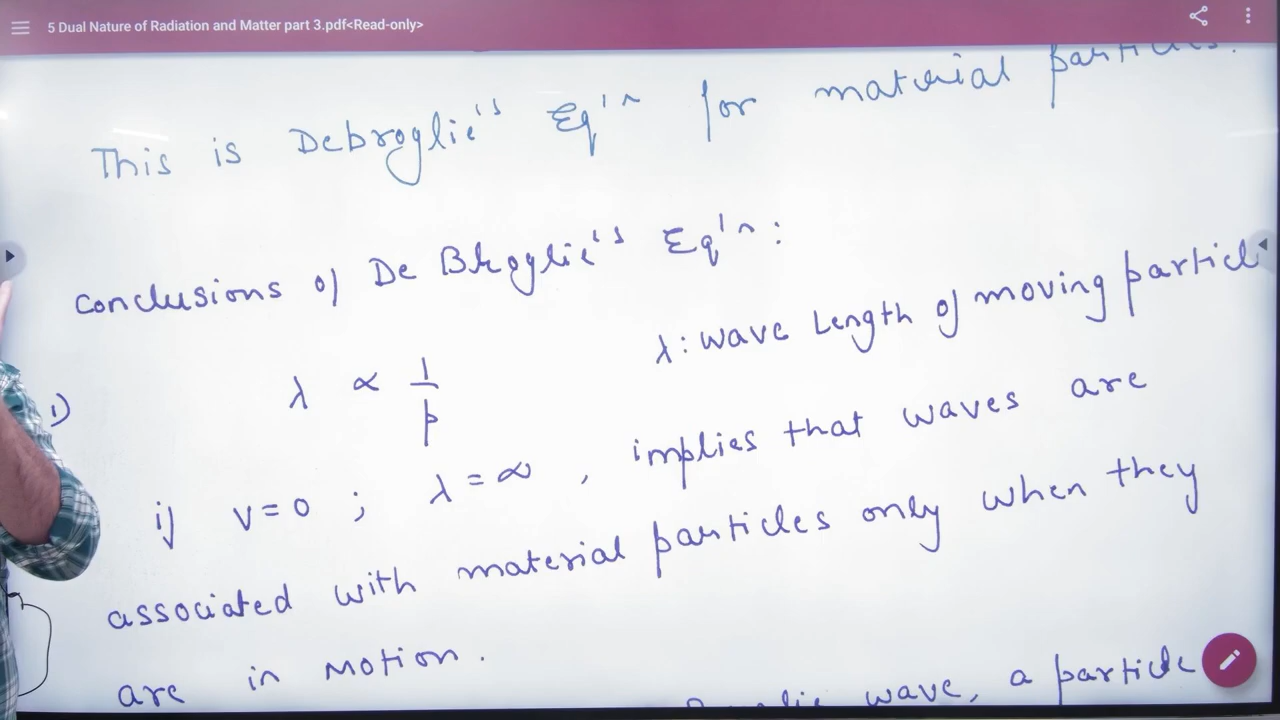 5 Dual Nature of Radiation and Matter part 3.pdf<Read-only>
This is Debroglie's Eq'n for material particles.
Conclusions of De Broglie's Eq'n:
λ: wave Length of moving particle
1) λ ∝ 1/p
if v=0 ; λ=∞ , implies that waves are
associated with material particles only when they
are in motion.
wave, a particle